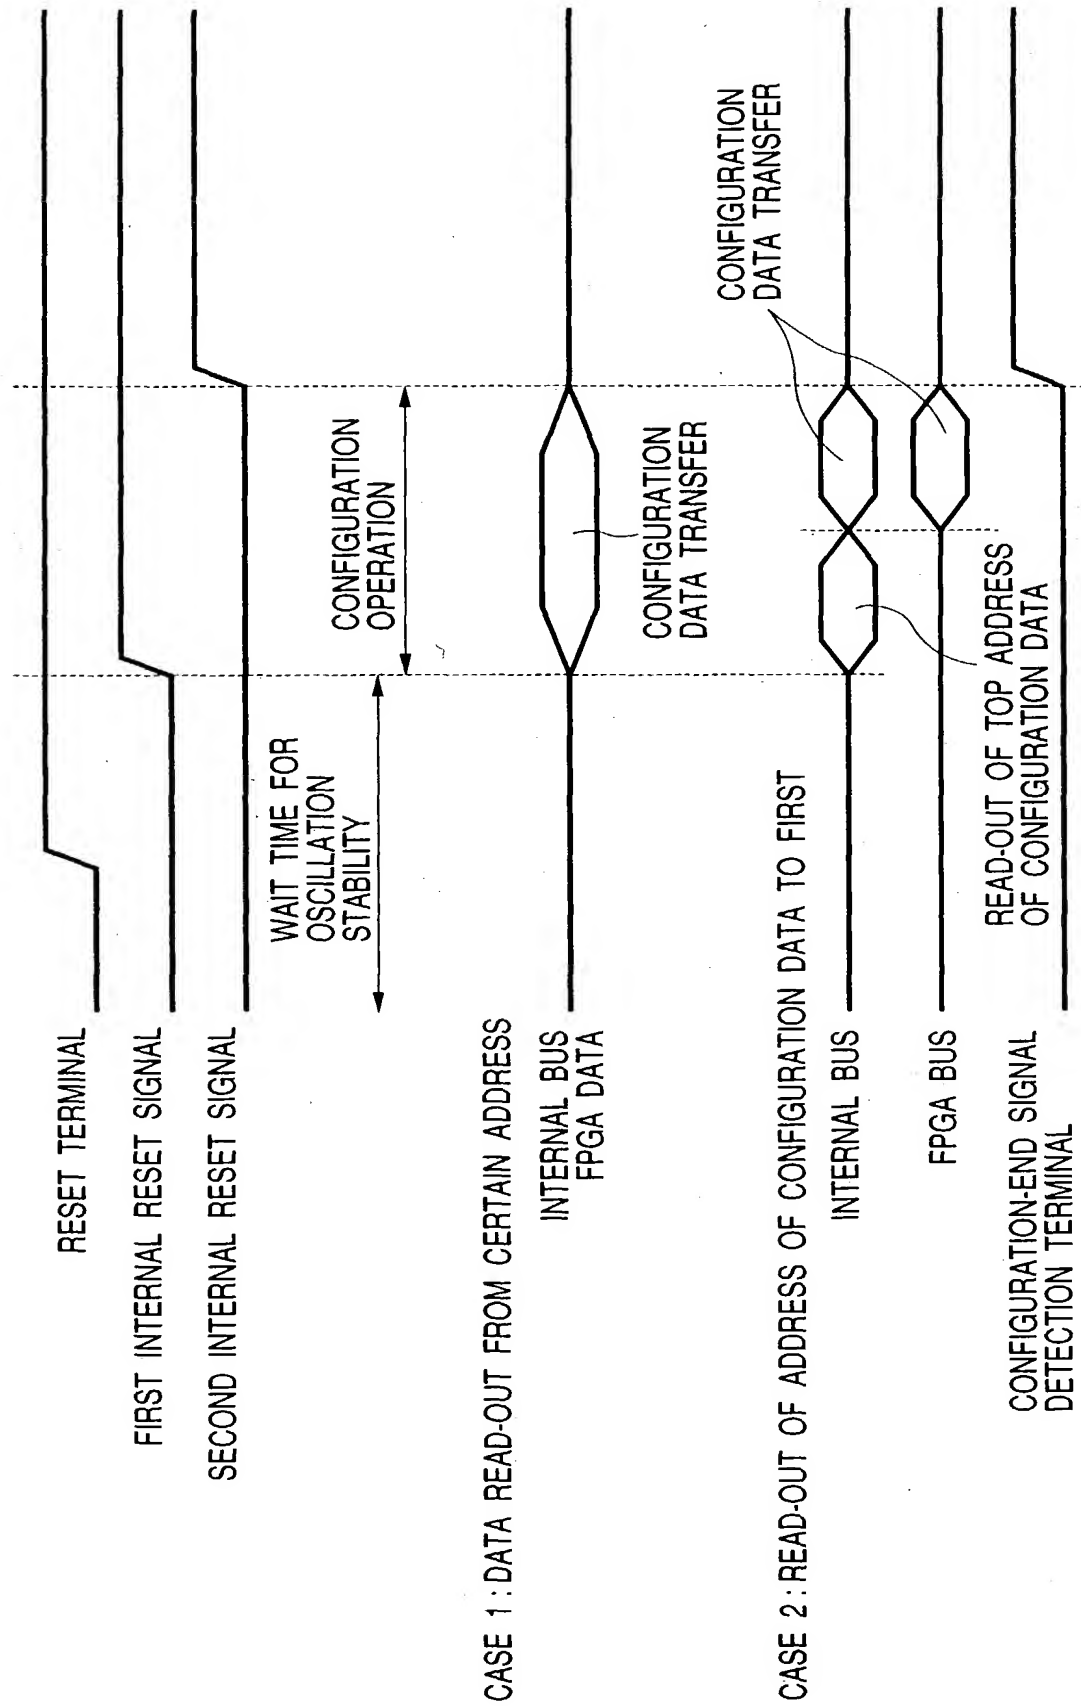 RESET TERMINAL
FIRST INTERNAL RESET SIGNAL
SECOND INTERNAL RESET SIGNAL
WAIT TIME FOR
OSCILLATION
STABILITY
CONFIGURATION
OPERATION
CASE 1 : DATA READ-OUT FROM CERTAIN ADDRESS
INTERNAL BUS
FPGA DATA
CONFIGURATION
DATA TRANSFER
CASE 2 : READ-OUT OF ADDRESS OF CONFIGURATION DATA TO FIRST
CONFIGURATION
DATA TRANSFER
INTERNAL BUS
FPGA BUS
READ-OUT OF TOP ADDRESS
OF CONFIGURATION DATA
CONFIGURATION-END SIGNAL
DETECTION TERMINAL